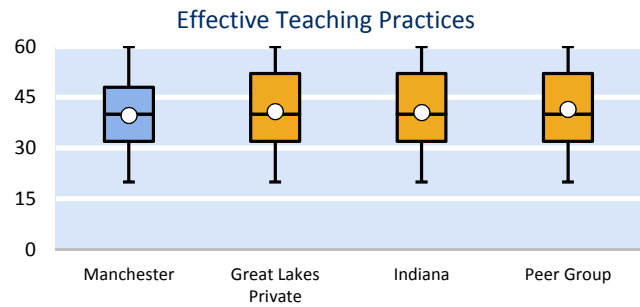 Effective Teaching Practices
60
45
30
15
0
Manchester
Great Lakes
Private
Indiana
Peer Group